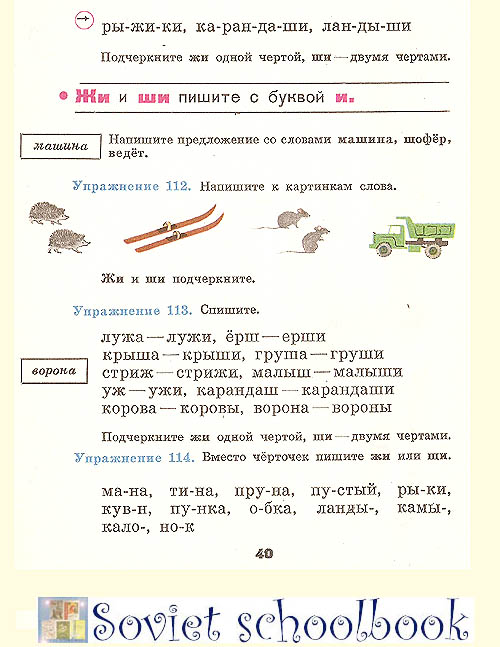 ры-жи-ки, ка-ран-да-ши, лан-ды-ши
Подчеркните жи одной чертой, ши — двумя чертами.
• Жи и ши пишите с буквой и.
машина
Напишите предложение со словами машина, шофёр,
ведёт.
Упражнение 112. Напишите к картинкам слова.
Жи и ши подчеркните.
Упражнение 113. Спишите.
лужа — лужи, ёрш — ерши
крыша — крыши, груша — груши
ворона
стриж — стрижи, малыш — малыши
уж — ужи, карандаш — карандаши
корова — коровы, ворона — вороны
Подчеркните жи одной чертой, ши — двумя чертами.
Упражнение 114. Вместо чёрточек пишите жи или ши.
ма-на, ти-на, пру-на, пу-стый, ры-ки,
кув-н, пу-нка, о-бка, ланды-, камы-,
кало-, но-к
40
Soviet schoolbook